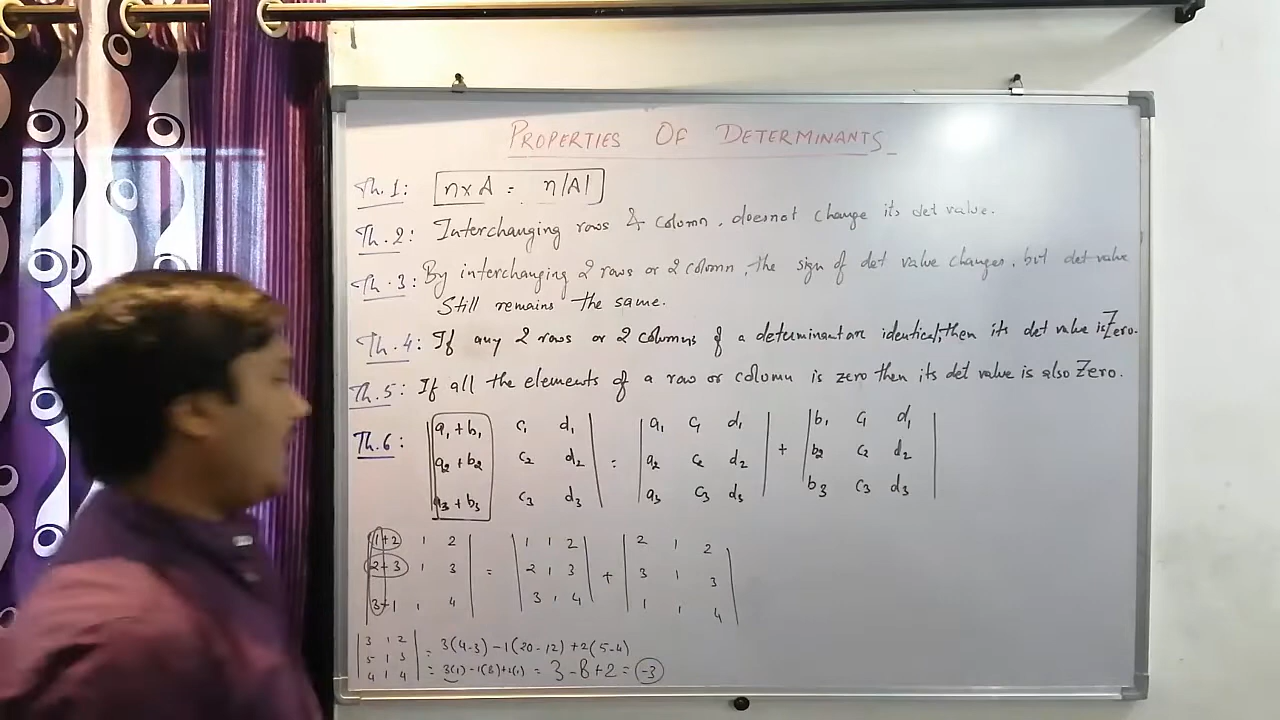 PROPERTIES OF DETERMINANTS
Th.1: n×A = n|A|
Th.2: Interchanging rows & column, doesnot change its det value.
Th.3: By interchanging 2 rows or 2 column, the sign of det value changes, but det value
Still remains the same.
Th.4: If any 2 rows or 2 columns of a determinant are identical, then its det value is Zero.
Th.5: If all the elements of a row or column is zero then its det value is also Zero.
Th.6: |a₁+b₁ c₁ d₁| = |a₁ c₁ d₁| + |b₁ c₁ d₁|
|a₂+b₂ c₂ d₂| |a₂ c₂ d₂| |b₂ c₂ d₂|
|a₃+b₃ c₃ d₃| |a₃ c₃ d₃| |b₃ c₃ d₃|
|1+2 1 2| |1 1 2| |2 1 2|
|2+3 1 3| = |2 1 3| + |3 1 3|
|3+1 1 4| |3 1 4| |1 1 4|
|3 1 2| = 3(4-3) -1(20-12) +2(5-4)
|5 1 3|
|4 1 4| = 3(1) -1(8)+2(1) = 3-8+2 = -3